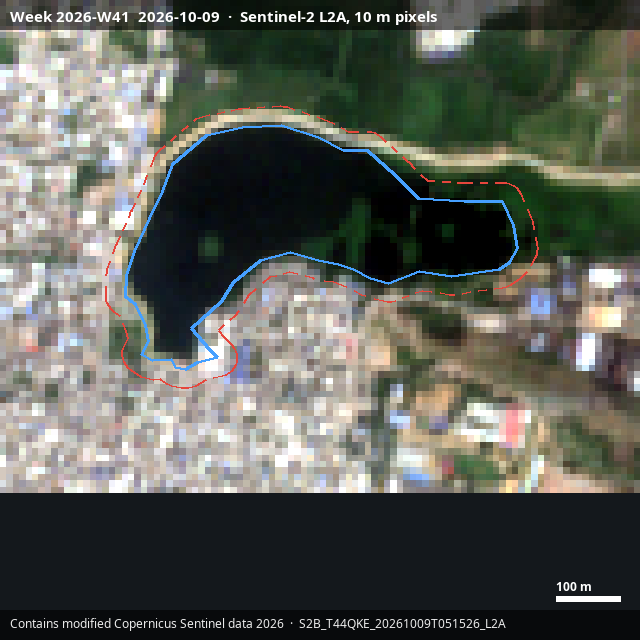 Week 2026-W41  2026-10-09  ·  Sentinel-2 L2A, 10 m pixels
100 m
Contains modified Copernicus Sentinel data 2026  ·  S2B_T44QKE_20261009T051526_L2A